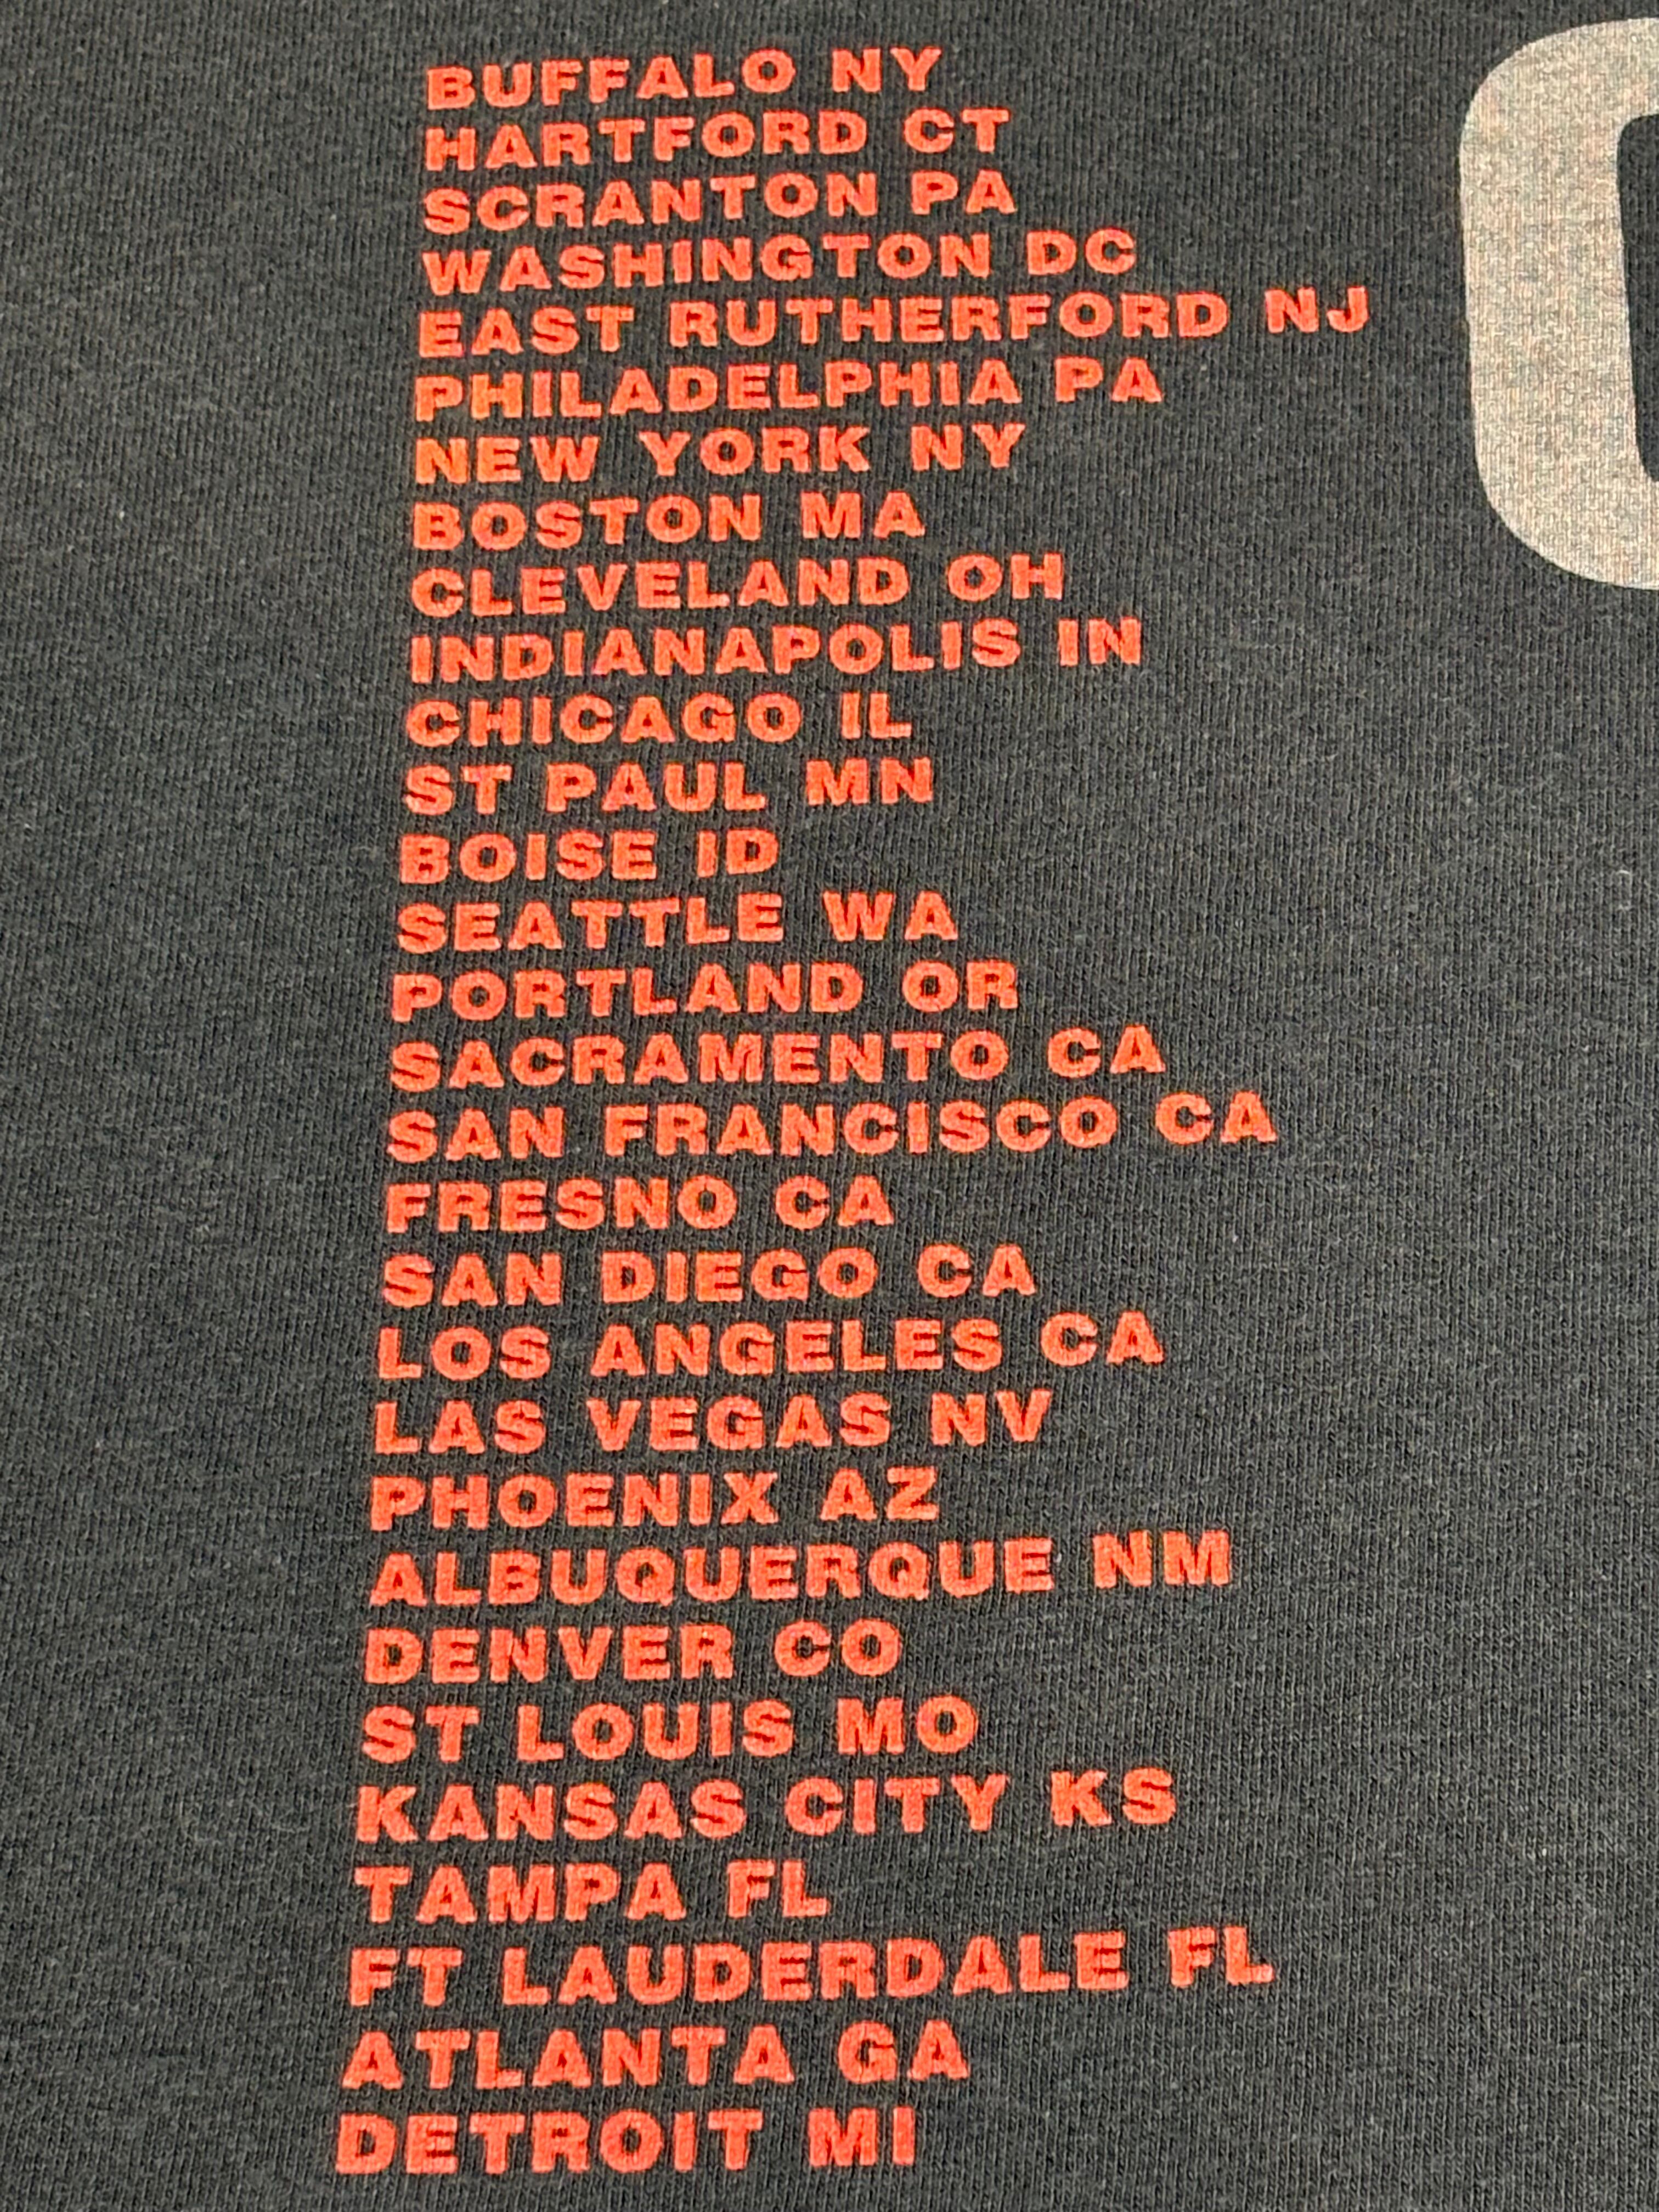 BUFFALO NY
HARTFORD CT
SCRANTON PA
WASHINGTON DC
EAST RUTHERFORD NJ
PHILADELPHIA PA
NEW YORK NY
BOSTON MA
CLEVELAND OH
INDIANAPOLIS IN
CHICAGO IL
ST PAUL MN
BOISE ID
SEATTLE WA
PORTLAND OR
SACRAMENTO CA
SAN FRANCISCO CA
FRESNO CA
SAN DIEGO CA
LOS ANGELES CA
LAS VEGAS NV
PHOENIX AZ
ALBUQUERQUE NM
DENVER CO
ST LOUIS MO
KANSAS CITY KS
TAMPA FL
FT LAUDERDALE FL
ATLANTA GA
DETROIT MI